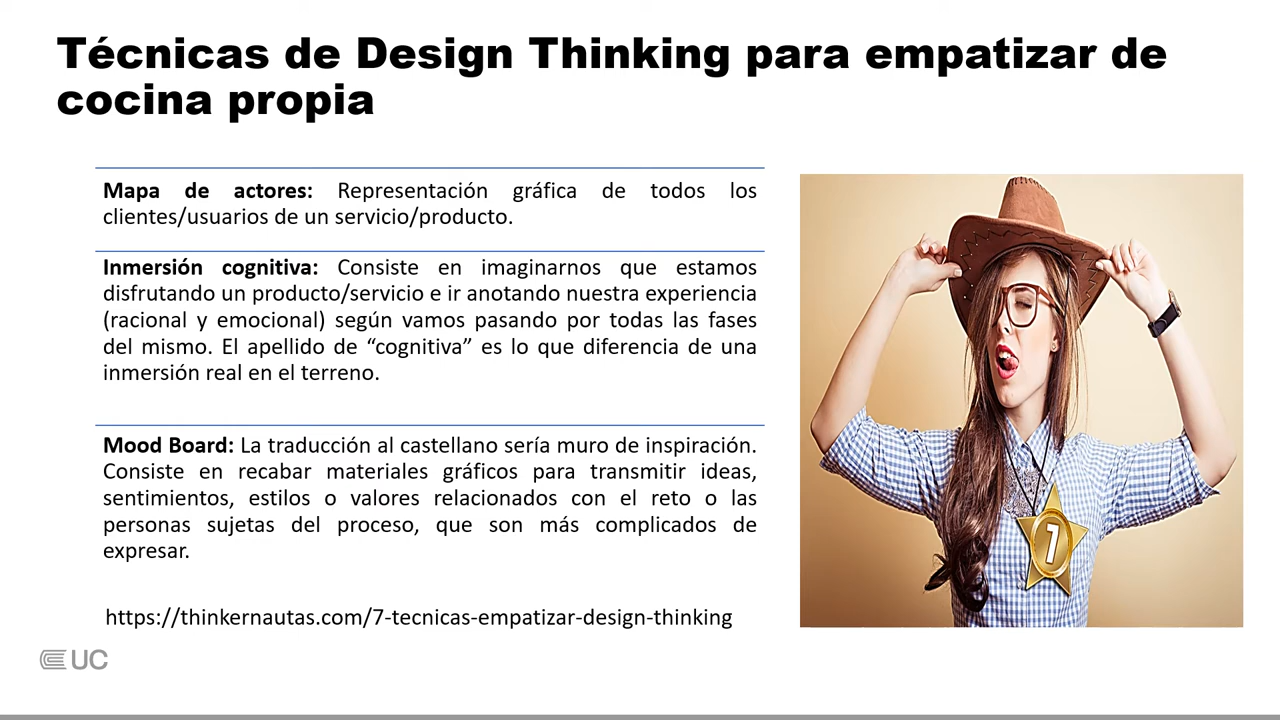 Técnicas de Design Thinking para empatizar de
cocina propia
Mapa de actores: Representación gráfica de todos los
clientes/usuarios de un servicio/producto.
Inmersión cognitiva: Consiste en imaginarnos que estamos
disfrutando un producto/servicio e ir anotando nuestra experiencia
(racional y emocional) según vamos pasando por todas las fases
del mismo. El apellido de “cognitiva” es lo que diferencia de una
inmersión real en el terreno.
Mood Board: La traducción al castellano sería muro de inspiración.
Consiste en recabar materiales gráficos para transmitir ideas,
sentimientos, estilos o valores relacionados con el reto o las
personas sujetas del proceso, que son más complicados de
expresar.
https://thinkernautas.com/7-tecnicas-empatizar-design-thinking
UC
7